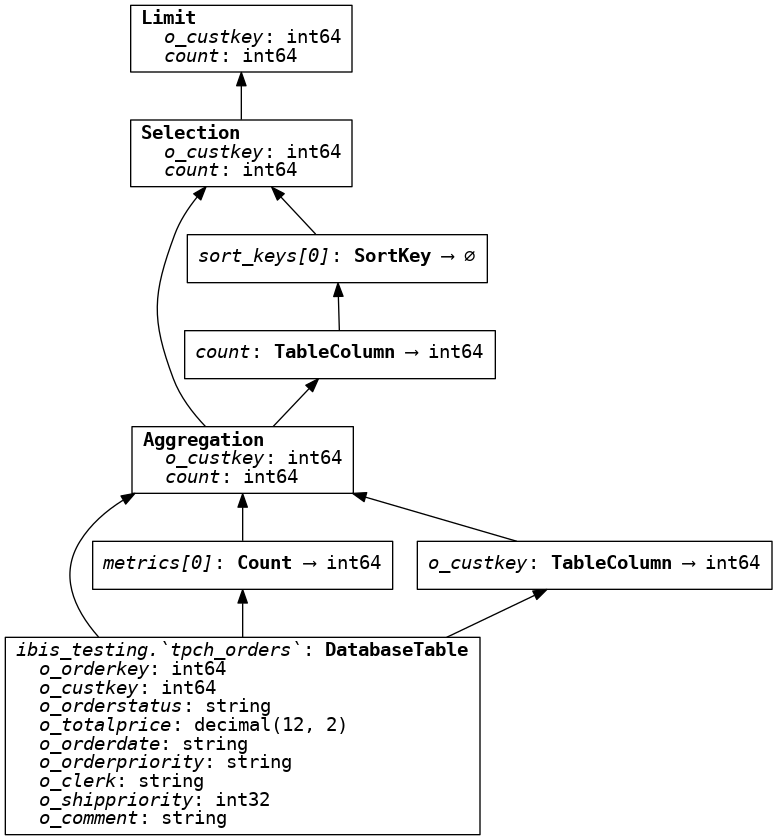 Limit
o_custkey: int64
count: int64
Selection
o_custkey: int64
count: int64
sort_keys[0]: SortKey → ∅
count: TableColumn → int64
Aggregation
o_custkey: int64
count: int64
metrics[0]: Count → int64
o_custkey: TableColumn → int64
ibis_testing.`tpch_orders`: DatabaseTable
o_orderkey: int64
o_custkey: int64
o_orderstatus: string
o_totalprice: decimal(12, 2)
o_orderdate: string
o_orderpriority: string
o_clerk: string
o_shippriority: int32
o_comment: string